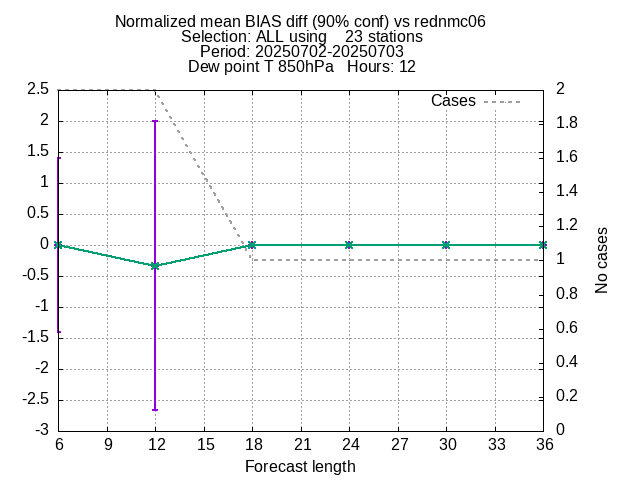 Normalized mean BIAS diff (90% conf) vs rednmc06
Selection: ALL using    23 stations
Period: 20250702-20250703
Dew point T 850hPa   Hours: 12
2.5
2
1.5
1
0.5
0
-0.5
-1
-1.5
-2
-2.5
-3
Cases
2
1.8
1.6
1.4
1.2
1
0.8
0.6
0.4
0.2
0
No cases
6 9 12 15 18 21 24 27 30 33 36
Forecast length